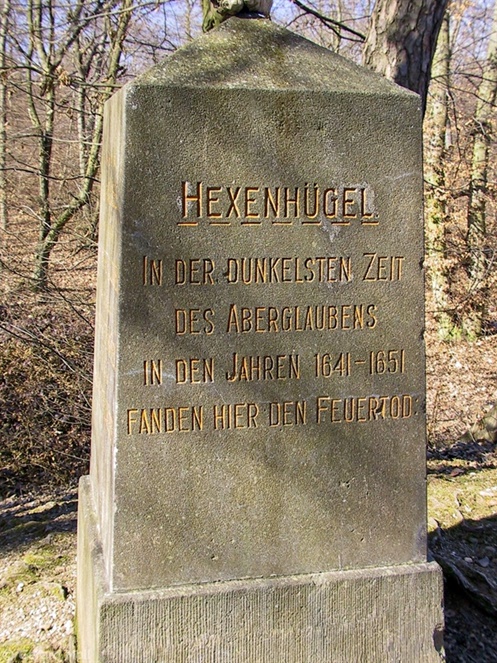 HEXENHÜGEL.
IN DER DUNKELSTEN ZEIT
DES ABERGLAUBENS
IN DEN JAHREN 1641-1651
FANDEN HIER DEN FEUERTOD: